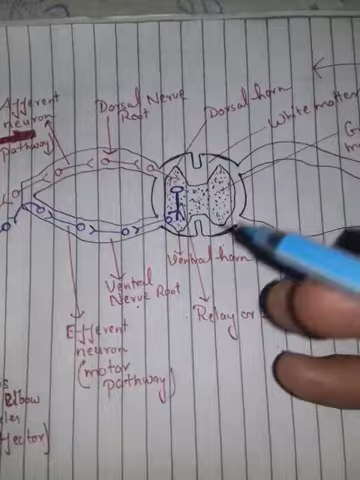 Afferent
neuron
pathway
Dorsal Nerve
Root
Dorsal horn
White matter
Ventral horn
Ventral
Nerve Root
Relay or
Efferent
neuron
(motor
pathway)
Elbow